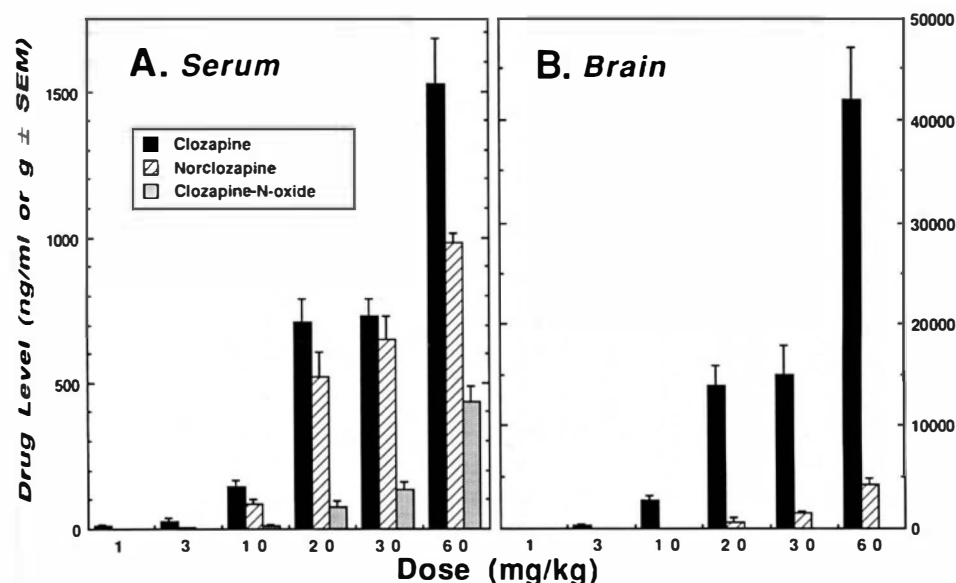 A. Serum
B. Brain
Clozapine
Norclozapine
Clozapine-N-oxide
Drug Level (ng/ml or g ± SEM)
1500
1000
500
0
50000
40000
30000
20000
10000
0
1 3 10 20 30 60
1 3 10 20 30 60
Dose (mg/kg)